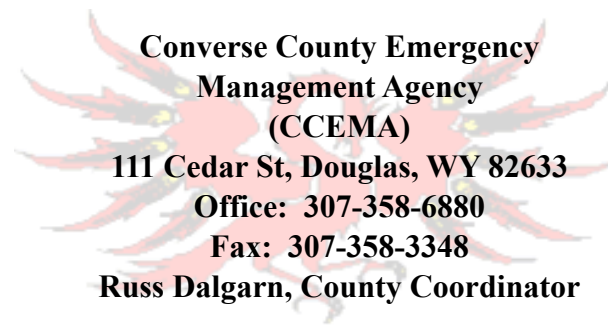 Converse County Emergency
Management Agency
(CCEMA)
111 Cedar St, Douglas, WY 82633
Office: 307-358-6880
Fax: 307-358-3348
Russ Dalgarn, County Coordinator